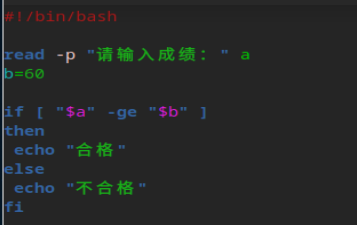 #!/bin/bash
read -p "请输入成绩：" a
b=60
if [ "$a" -ge "$b" ]
then
 echo "合格"
else
 echo "不合格"
fi